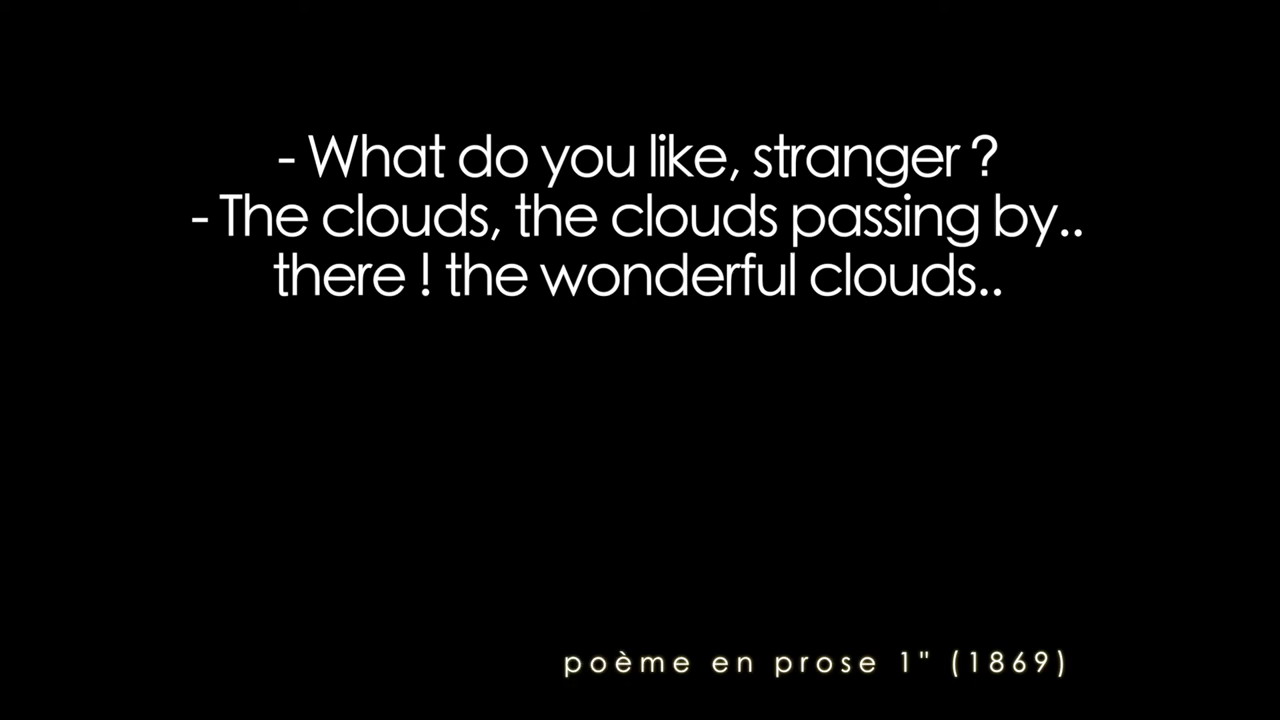 - What do you like, stranger ?
- The clouds, the clouds passing by..
there ! the wonderful clouds..
poème en prose 1" (1869)